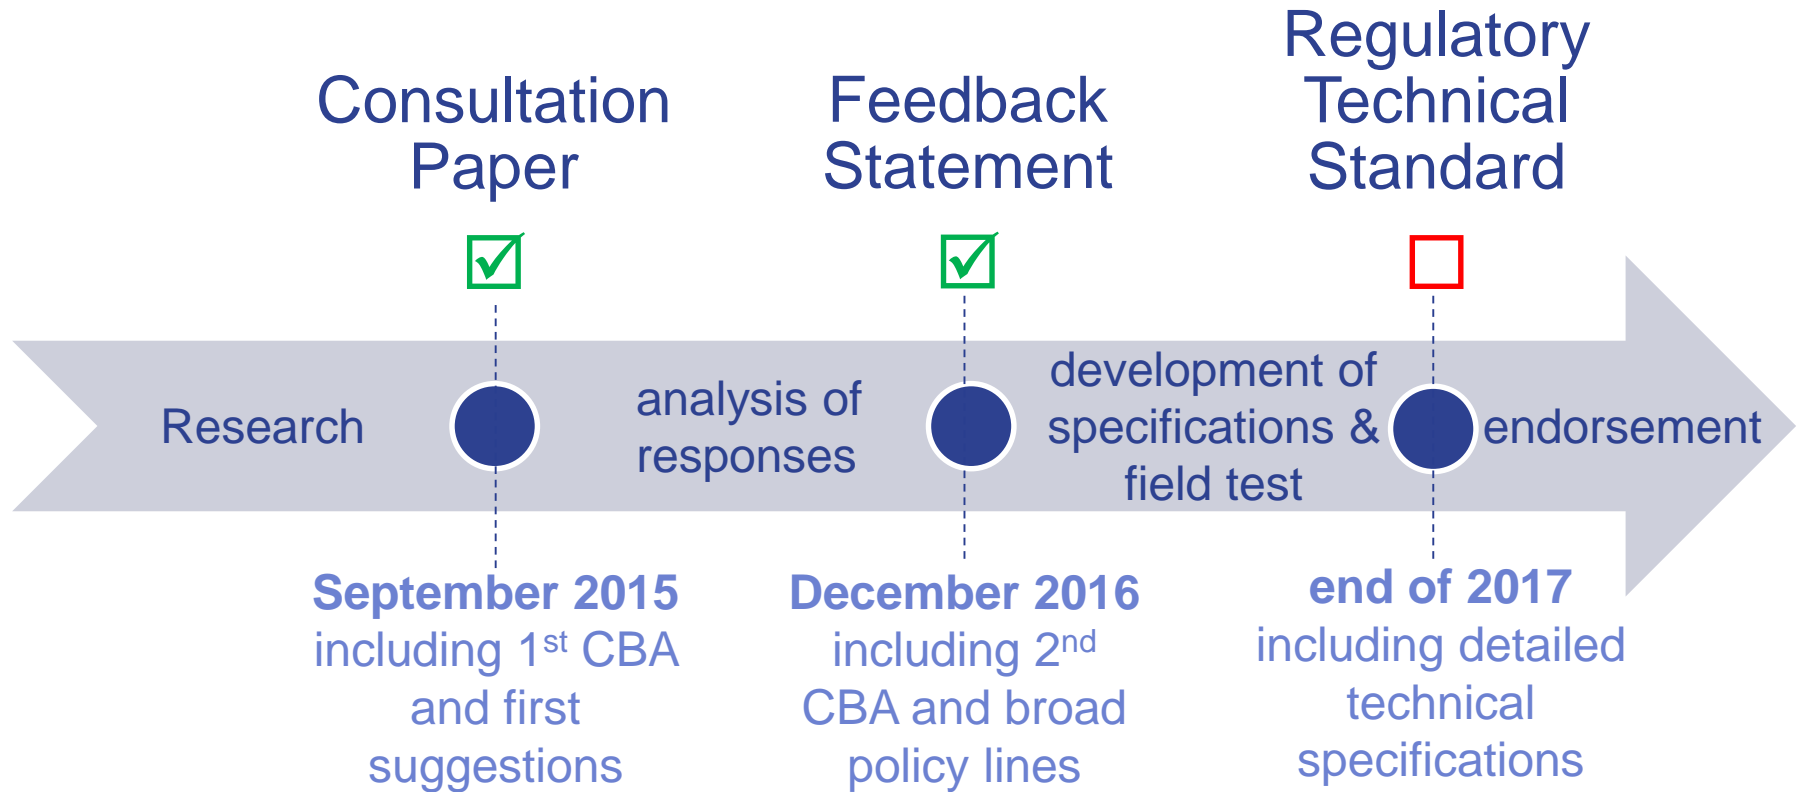 Consultation
Paper
Feedback
Statement
Regulatory
Technical
Standard
Research
analysis of
responses
development of
specifications &
field test
endorsement
September 2015
including 1st CBA
and first
suggestions
December 2016
including 2nd
CBA and broad
policy lines
end of 2017
including detailed
technical
specifications